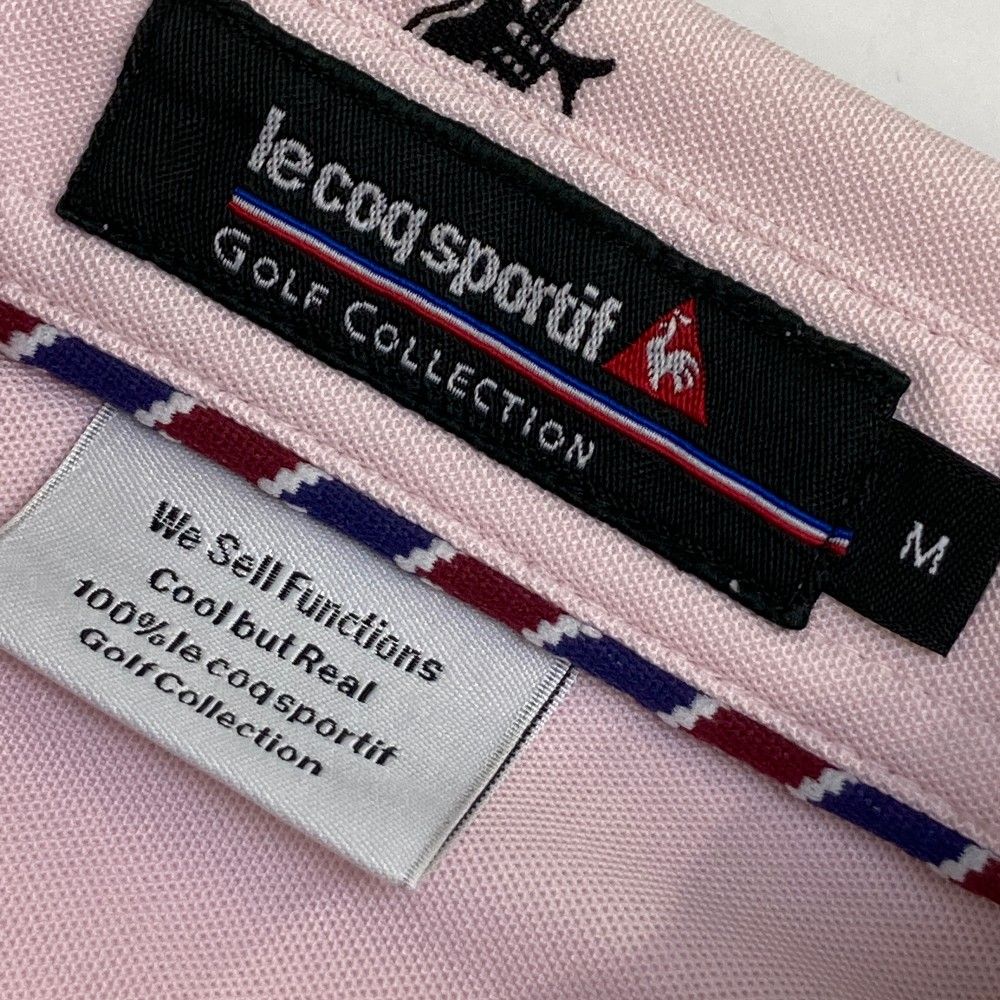 le coq sportif
GOLF COLLECTION
M
We Sell Functions
Cool but Real
100% le coq sportif
Golf Collection